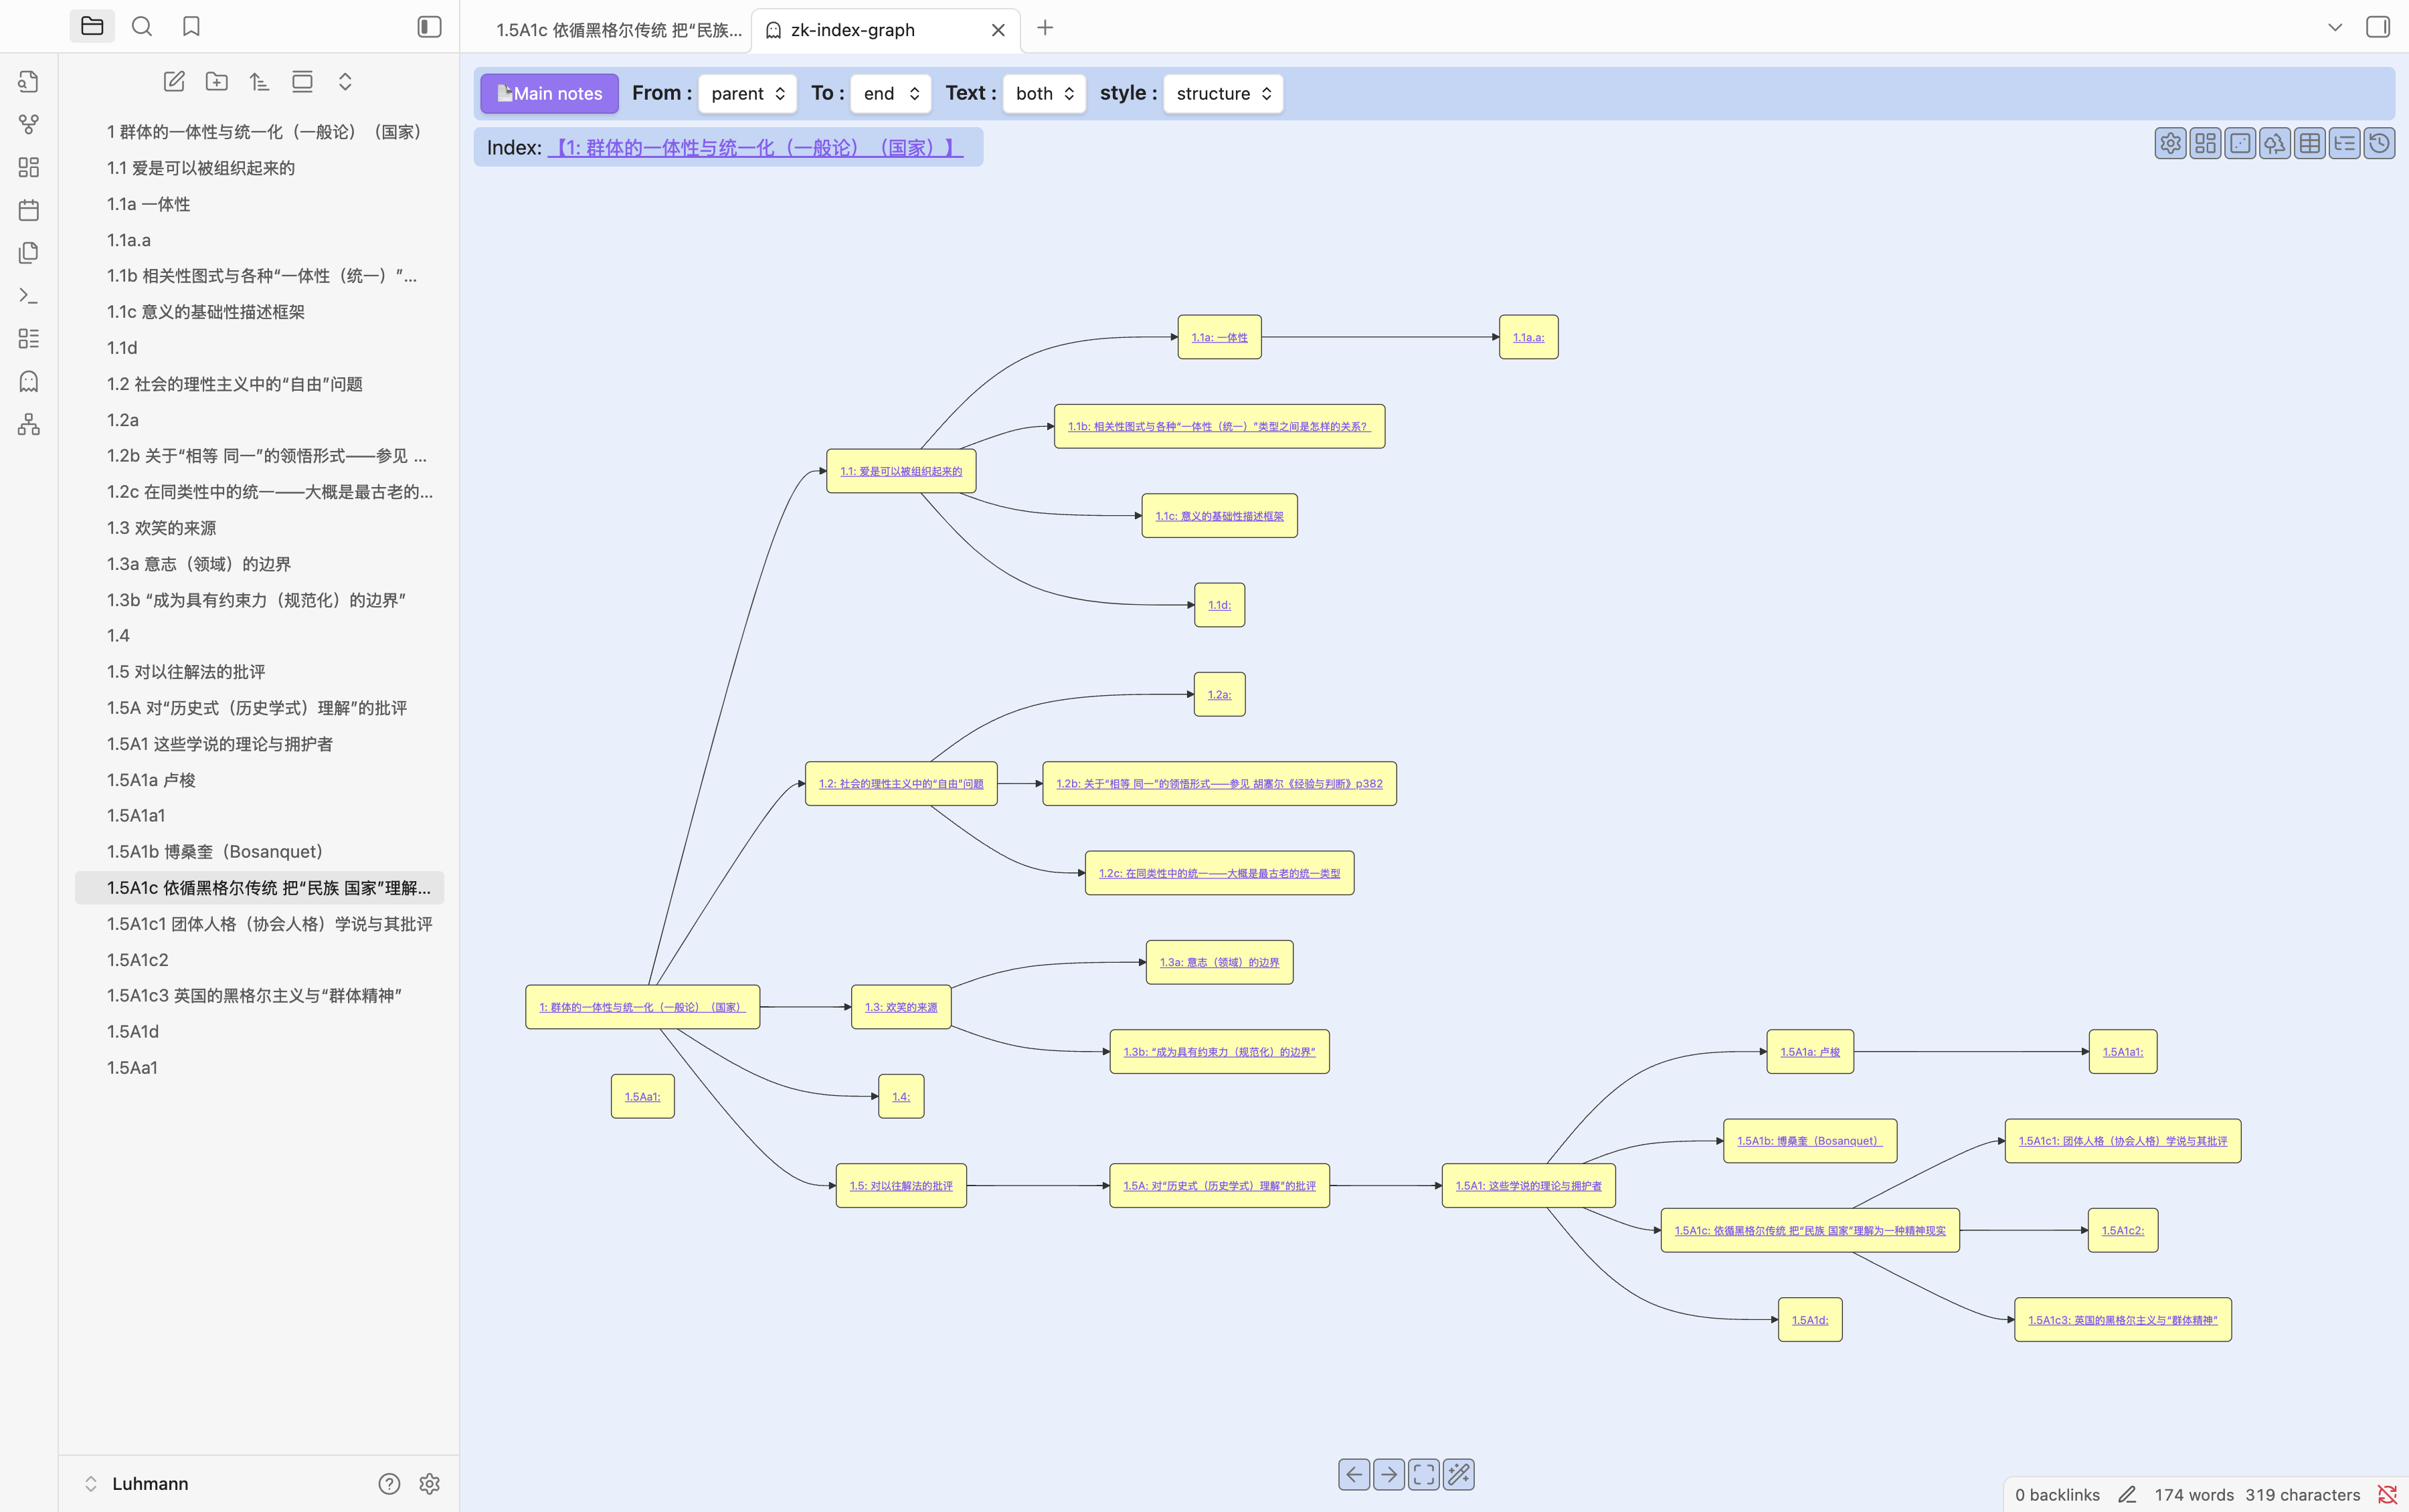 1.5A1c 依循黑格尔传统 把“民族...
zk-index-graph
1 群体的一体性与统一化（一般论）（国家）
1.1 爱是可以被组织起来的
1.1a 一体性
1.1a.a
1.1b 相关性图式与各种“一体性（统一）”...
1.1c 意义的基础性描述框架
1.1d
1.2 社会的理性主义中的“自由”问题
1.2a
1.2b 关于“相等 同一”的领悟形式——参见 ...
1.2c 在同类性中的统一——大概是最古老的...
1.3 欢笑的来源
1.3a 意志（领域）的边界
1.3b “成为具有约束力（规范化）的边界”
1.4
1.5 对以往解法的批评
1.5A 对“历史式（历史学式）理解”的批评
1.5A1 这些学说的理论与拥护者
1.5A1a 卢梭
1.5A1a1
1.5A1b 博桑奎（Bosanquet）
1.5A1c 依循黑格尔传统 把“民族 国家”理解...
1.5A1c1 团体人格（协会人格）学说与其批评
1.5A1c2
1.5A1c3 英国的黑格尔主义与“群体精神”
1.5A1d
1.5Aa1
Luhmann
Main notes From : parent To : end Text : both style : structure
Index: 【1: 群体的一体性与统一化（一般论）（国家）】
1.1a: 一体性
1.1a.a:
1.1b: 相关性图式与各种“一体性（统一）”类型之间是怎样的关系？
1.1: 爱是可以被组织起来的
1.1c: 意义的基础性描述框架
1.1d:
1.2a:
1.2: 社会的理性主义中的“自由”问题
1.2b: 关于“相等 同一”的领悟形式——参见 胡塞尔《经验与判断》p382
1.2c: 在同类性中的统一——大概是最古老的统一类型
1.3a: 意志（领域）的边界
1: 群体的一体性与统一化（一般论）（国家）
1.3: 欢笑的来源
1.3b: “成为具有约束力（规范化）的边界”
1.5A1a: 卢梭
1.5A1a1:
1.5Aa1:
1.4:
1.5A1b: 博桑奎（Bosanquet）
1.5A1c1: 团体人格（协会人格）学说与其批评
1.5: 对以往解法的批评
1.5A: 对“历史式（历史学式）理解”的批评
1.5A1: 这些学说的理论与拥护者
1.5A1c: 依循黑格尔传统 把“民族 国家”理解为一种精神现实
1.5A1c2:
1.5A1d:
1.5A1c3: 英国的黑格尔主义与“群体精神”
0 backlinks 174 words 319 characters